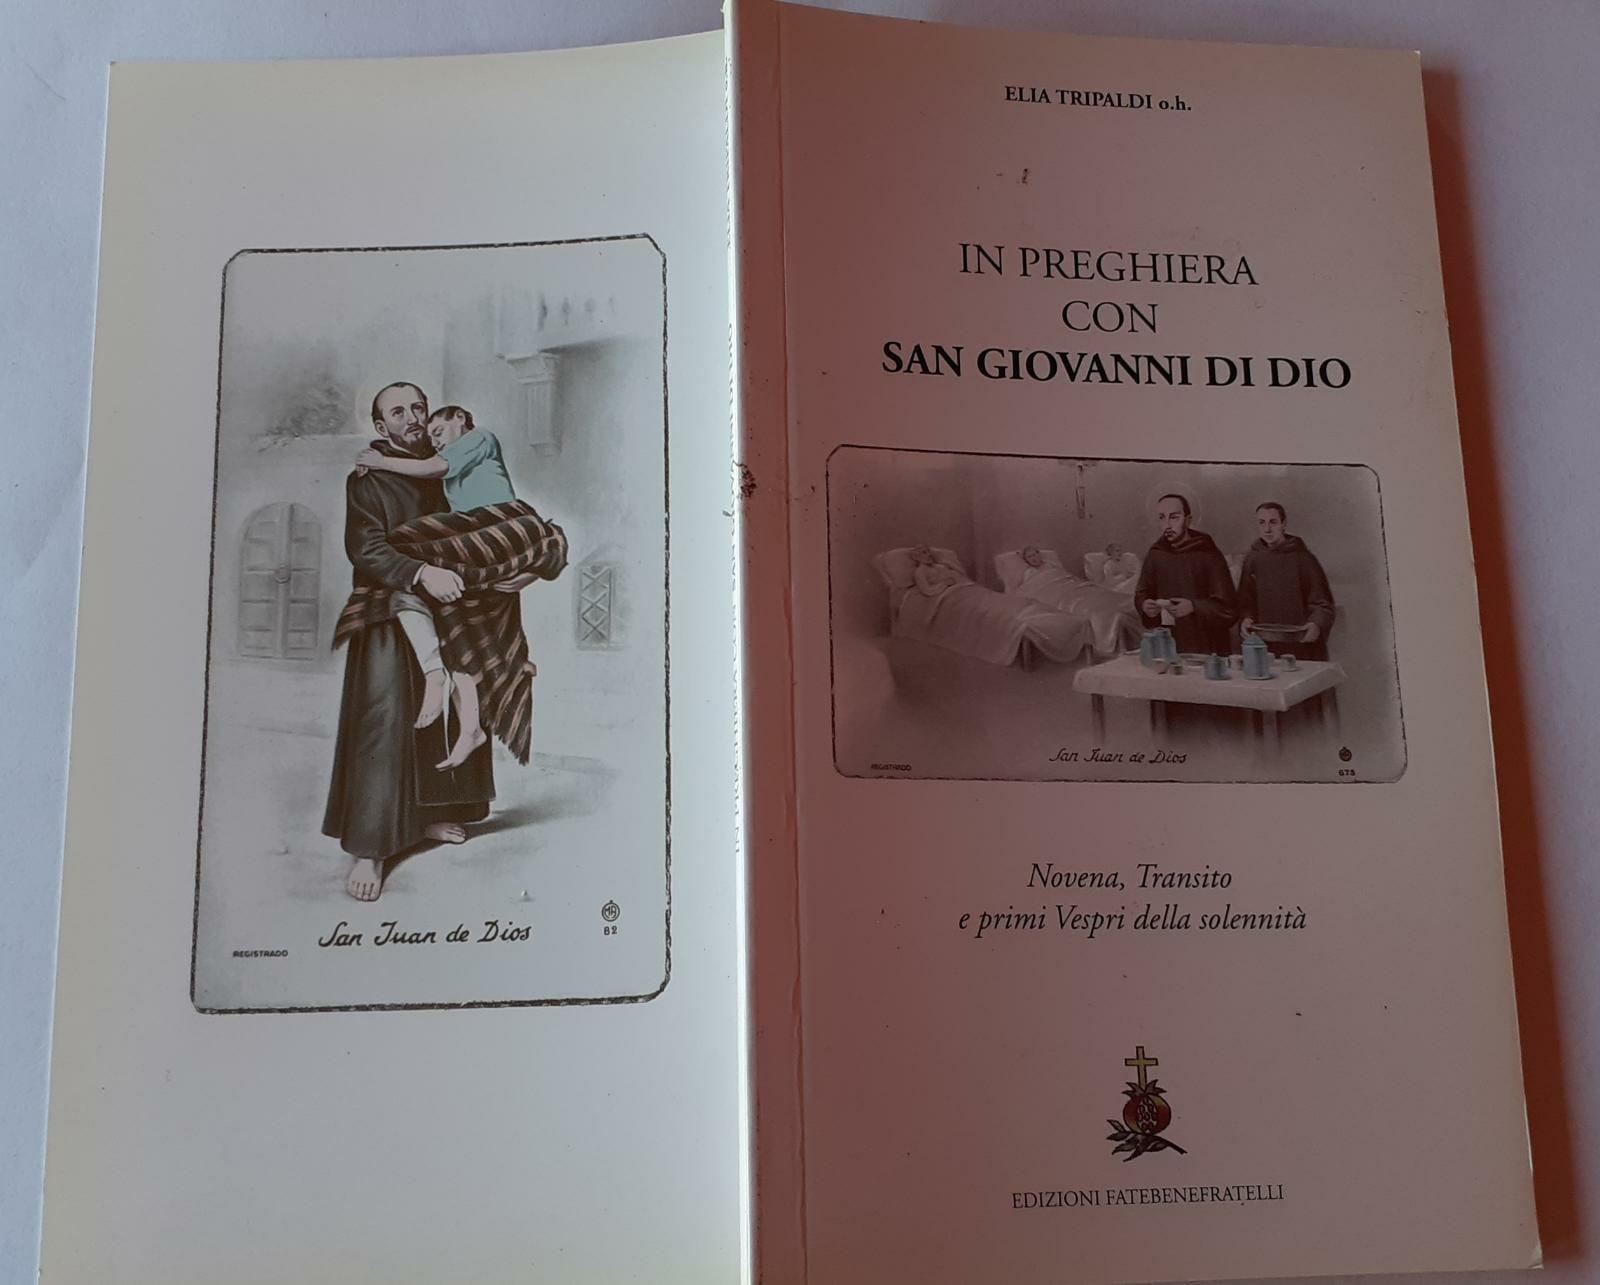 San Juan de Dios
REGISTRADO
MA
82
ELIA TRIPALDI o.h.
IN PREGHIERA
CON
SAN GIOVANNI DI DIO
San Juan de Dios
REGISTRADO
675
Novena, Transito
e primi Vespri della solennità
EDIZIONI FATEBENEFRATELLI